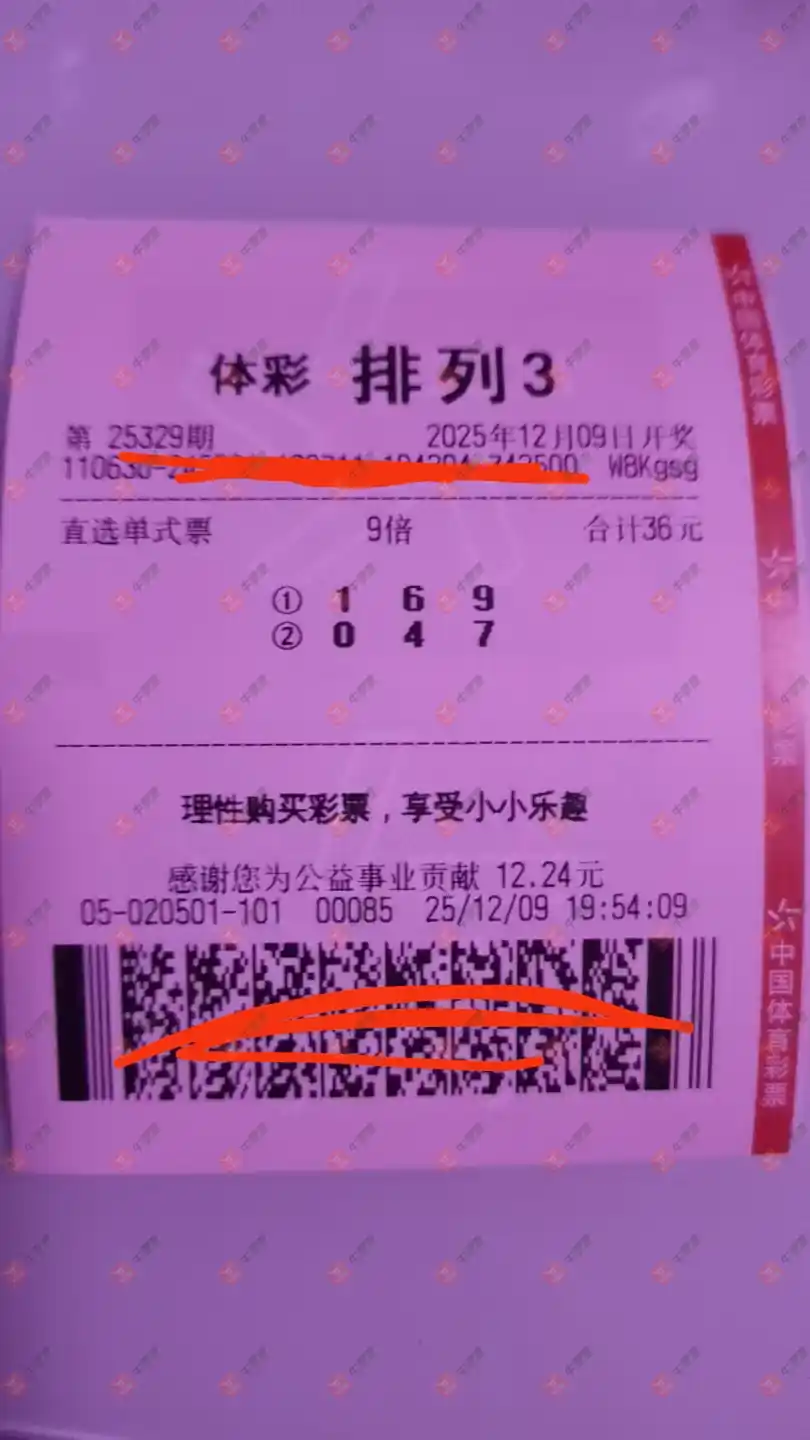 体彩 排列3
第 25329期 2025年12月09日开奖
W8Kgsg
直选单式票 9倍 合计36元
① 1 6 9
② 0 4 7
理性购买彩票，享受小小乐趣
感谢您为公益事业贡献 12.24元
05-020501-101 00085 25/12/09 19:54:09
中国体育彩票
中国体育彩票